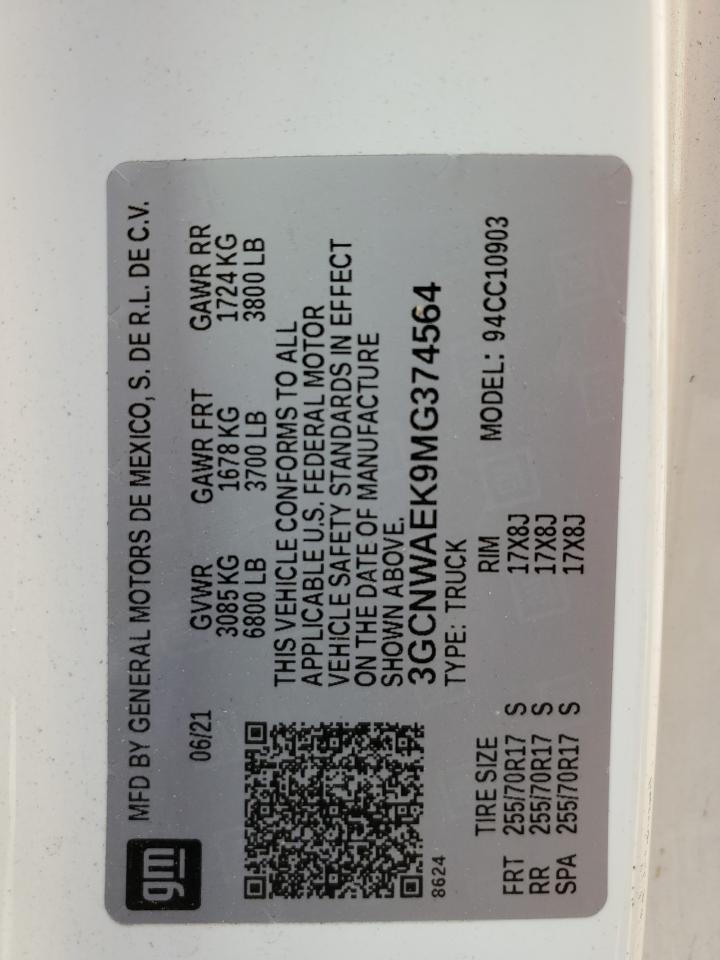 gm
MFD BY GENERAL MOTORS DE MEXICO, S. DE R.L. DE C.V.
06/21
GVWR GAWR FRT GAWR RR
3085 KG 1678 KG 1724 KG
6800 LB 3700 LB 3800 LB
THIS VEHICLE CONFORMS TO ALL
APPLICABLE U.S. FEDERAL MOTOR
VEHICLE SAFETY STANDARDS IN EFFECT
ON THE DATE OF MANUFACTURE
SHOWN ABOVE.
3GCNWAEK9MG374564
TYPE: TRUCK
MODEL: 94CC10903
8624
TIRE SIZE RIM
FRT 255/70R17 S 17X8J
RR 255/70R17 S 17X8J
SPA 255/70R17 S 17X8J